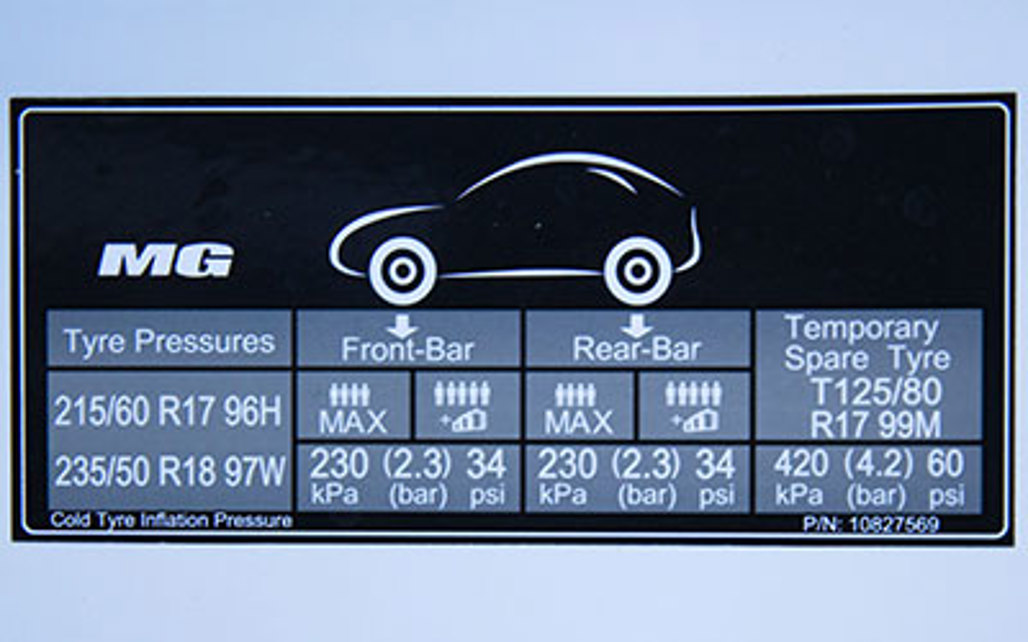 MG
Tyre Pressures
Front-Bar
Rear-Bar
Temporary
Spare Tyre
T125/80
R17 99M
215/60 R17 96H
MAX
+
MAX
+
235/50 R18 97W
230 (2.3) 34
kPa (bar) psi
230 (2.3) 34
kPa (bar) psi
420 (4.2) 60
kPa (bar) psi
Cold Tyre Inflation Pressure
P/N: 10827569